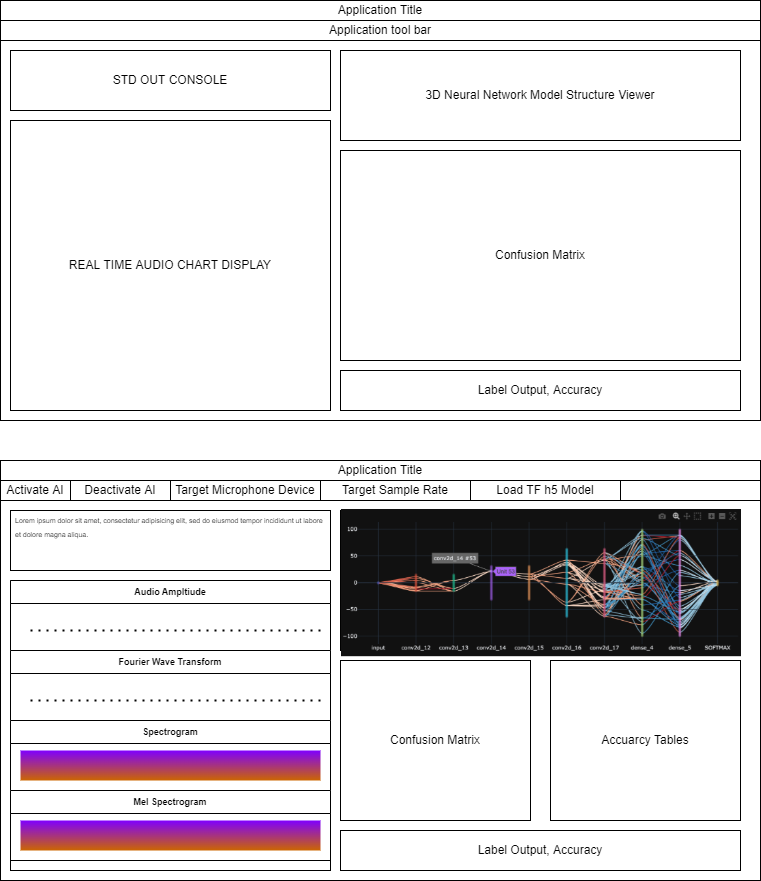 Application Title
Application tool bar
STD OUT CONSOLE
3D Neural Network Model Structure Viewer
REAL TIME AUDIO CHART DISPLAY
Confusion Matrix
Label Output, Accuracy
Application Title
Activate AI
Deactivate AI
Target Microphone Device
Target Sample Rate
Load TF h5 Model
Lorem ipsum dolor sit amet, consectetur adipisicing elit, sed do eiusmod tempor incididunt ut labore
et dolore magna aliqua.
Audio Ampltiude
Fourier Wave Transform
Spectrogram
Mel Spectrogram
100
50
0
−50
−100
conv2d_14 #53
Unit 53
input
conv2d_12
conv2d_13
conv2d_14
conv2d_15
conv2d_16
conv2d_17
dense_4
dense_5
SOFTMAX
Confusion Matrix
Accuarcy Tables
Label Output, Accuracy